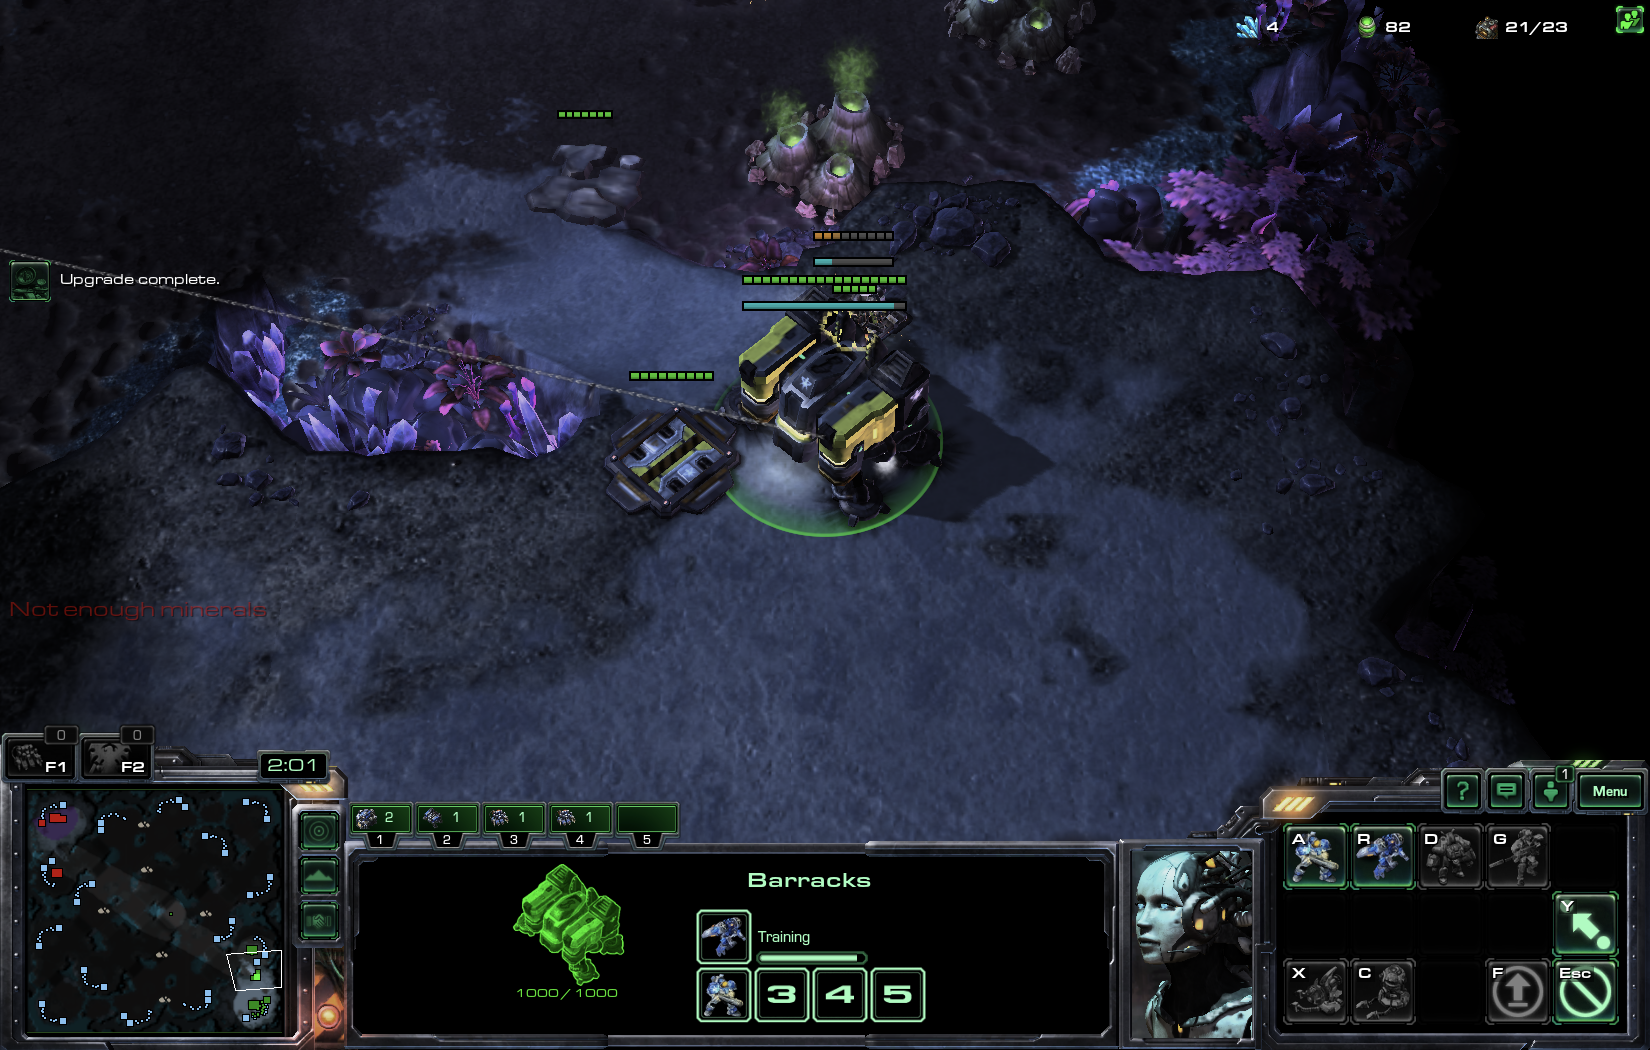 4 82 21/23
Upgrade complete.
Not enough minerals
0 0
F1 F2 2:01
1
? Menu
2 1 1 1
1 2 3 4 5
Barracks
Training
1000/1000
3 4 5
A R D G
Y
X C F Esc